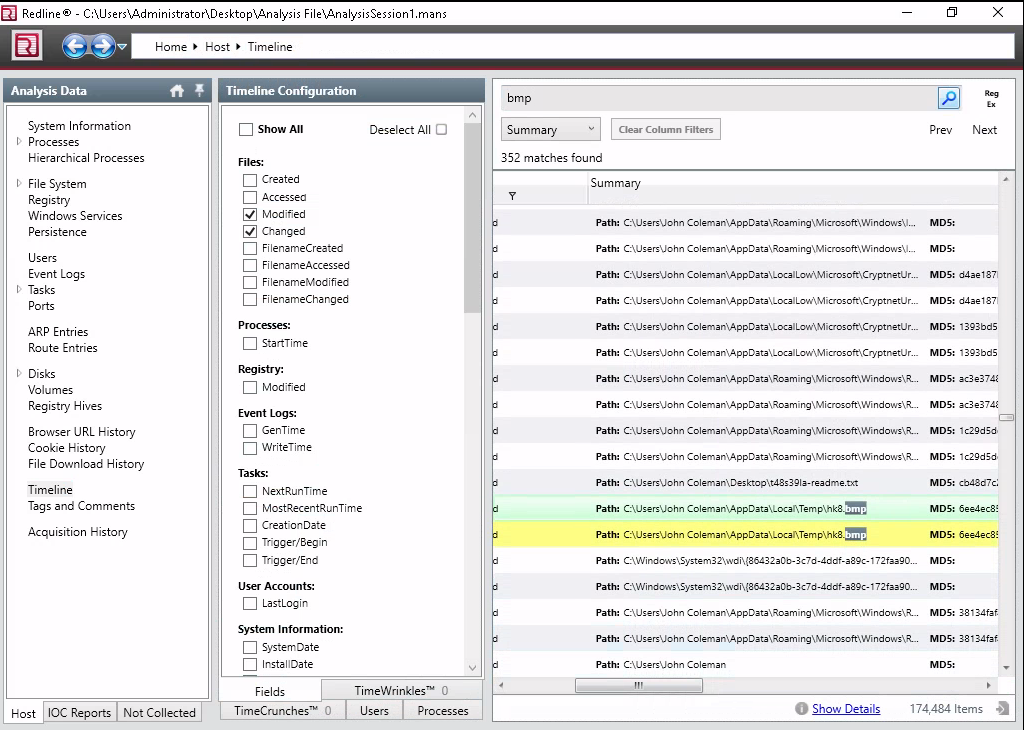 Redline® - C:\Users\Administrator\Desktop\Analysis File\AnalysisSession1.mans
Home Host Timeline
Analysis Data
System Information
Processes
Hierarchical Processes
File System
Registry
Windows Services
Persistence
Users
Event Logs
Tasks
Ports
ARP Entries
Route Entries
Disks
Volumes
Registry Hives
Browser URL History
Cookie History
File Download History
Timeline
Tags and Comments
Acquisition History
Host IOC Reports Not Collected
Timeline Configuration
Show All Deselect All
Files:
Created
Accessed
Modified
Changed
FilenameCreated
FilenameAccessed
FilenameModified
FilenameChanged
Processes:
StartTime
Registry:
Modified
Event Logs:
GenTime
WriteTime
Tasks:
NextRunTime
MostRecentRunTime
CreationDate
Trigger/Begin
Trigger/End
User Accounts:
LastLogin
System Information:
SystemDate
InstallDate
Fields TimeWrinkles™ 0
TimeCrunches™ 0 Users Processes
bmp
Reg
Ex
Summary Clear Column Filters Prev Next
352 matches found
Summary
d Path: C:\Users\John Coleman\AppData\Roaming\Microsoft\Windows\I... MD5:
d Path: C:\Users\John Coleman\AppData\Roaming\Microsoft\Windows\I... MD5:
d Path: C:\Users\John Coleman\AppData\LocalLow\Microsoft\CryptnetUr... MD5: d4ae187
d Path: C:\Users\John Coleman\AppData\LocalLow\Microsoft\CryptnetUr... MD5: d4ae187
d Path: C:\Users\John Coleman\AppData\LocalLow\Microsoft\CryptnetUr... MD5: 1393bd5
d Path: C:\Users\John Coleman\AppData\LocalLow\Microsoft\CryptnetUr... MD5: 1393bd5
d Path: C:\Users\John Coleman\AppData\Roaming\Microsoft\Windows\R... MD5: ac3e3748
d Path: C:\Users\John Coleman\AppData\Roaming\Microsoft\Windows\R... MD5: ac3e3748
d Path: C:\Users\John Coleman\AppData\Roaming\Microsoft\Windows\R... MD5: 1c29d5d
d Path: C:\Users\John Coleman\AppData\Roaming\Microsoft\Windows\R... MD5: 1c29d5d
d Path: C:\Users\John Coleman\Desktop\t48s39la-readme.txt MD5: cb48d7c
d Path: C:\Users\John Coleman\AppData\Local\Temp\hk8.bmp MD5: 6ee4ec85
d Path: C:\Users\John Coleman\AppData\Local\Temp\hk8.bmp MD5: 6ee4ec85
d Path: C:\Windows\System32\wdi\{86432a0b-3c7d-4ddf-a89c-172faa90... MD5:
d Path: C:\Windows\System32\wdi\{86432a0b-3c7d-4ddf-a89c-172faa90... MD5:
d Path: C:\Users\John Coleman\AppData\Roaming\Microsoft\Windows\R... MD5: 38134faf
d Path: C:\Users\John Coleman\AppData\Roaming\Microsoft\Windows\R... MD5: 38134faf
d Path: C:\Users\John Coleman MD5:
Show Details 174,484 Items